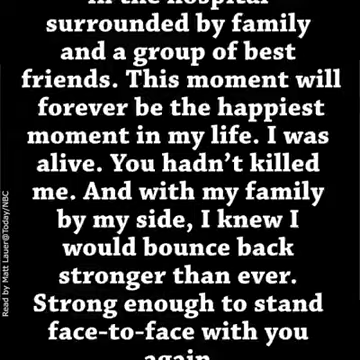 in the hospital
surrounded by family
and a group of best
friends. This moment will
forever be the happiest
moment in my life. I was
alive. You hadn’t killed
me. And with my family
by my side, I knew I
would bounce back
stronger than ever.
Strong enough to stand
face-to-face with you
again
Read by Matt Lauer@Today/NBC